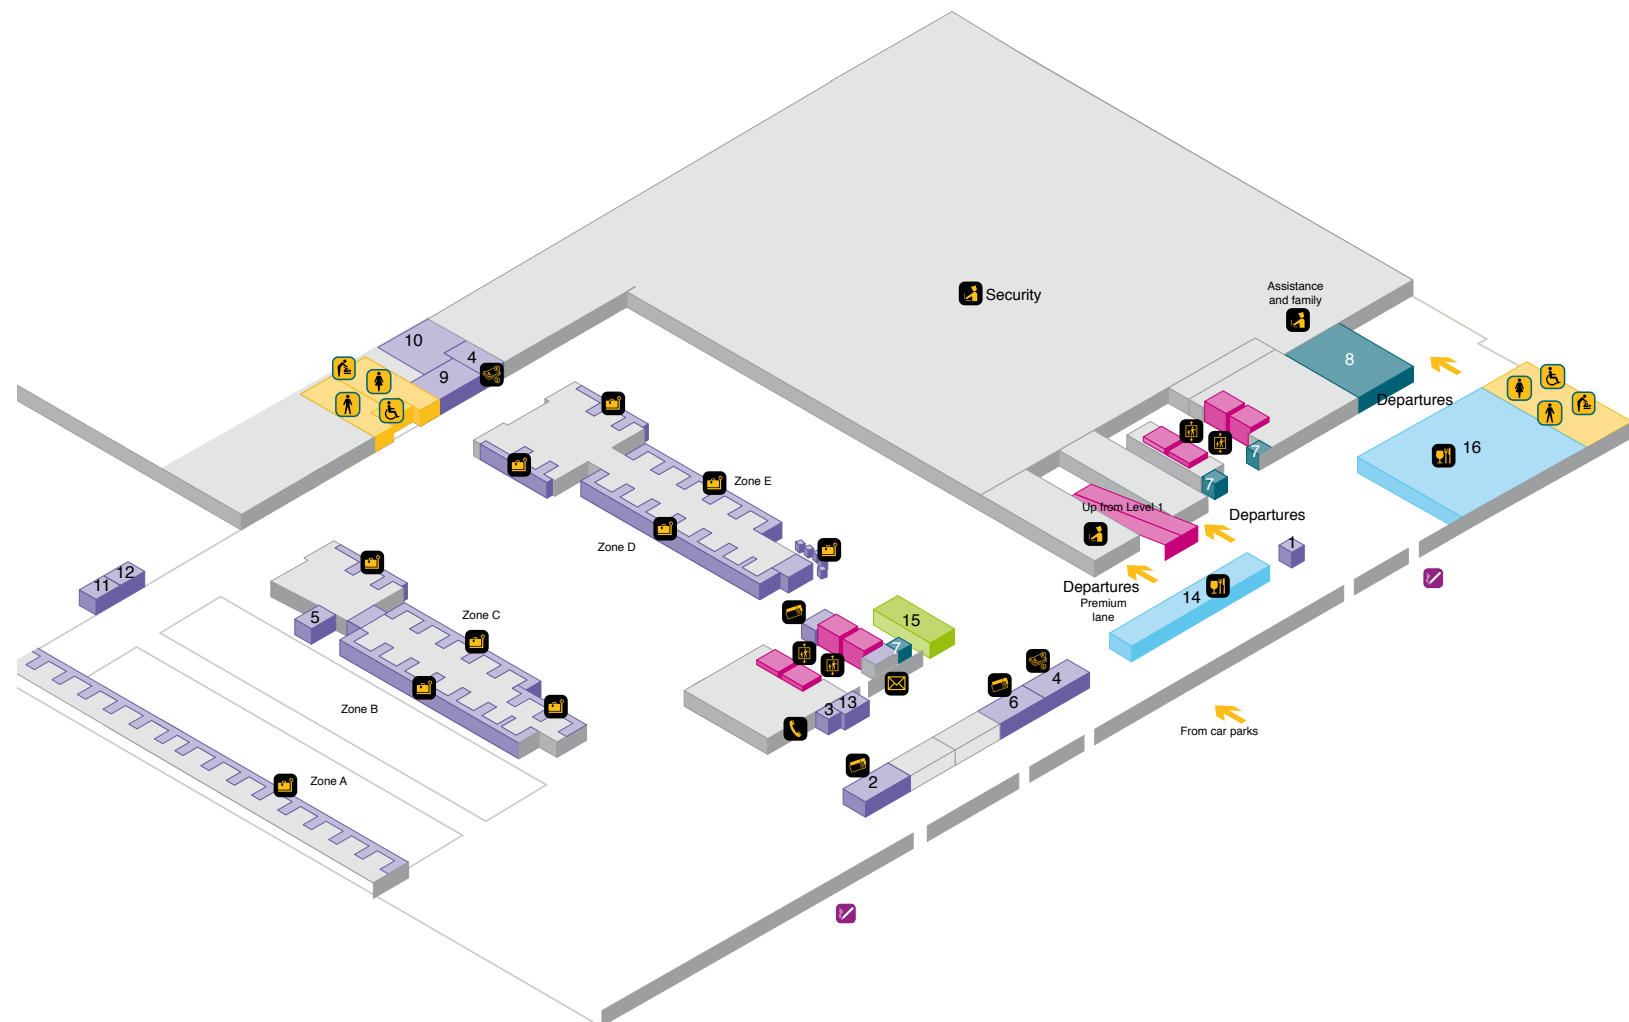 Security
Assistance
and family
8
Departures
10
4
9
16
7
7
Up from Level 1
Departures
1
Zone E
Zone D
Departures
Premium
lane
14
12
11
5
Zone C
15
7
4
6
3
13
Zone B
From car parks
2
Zone A